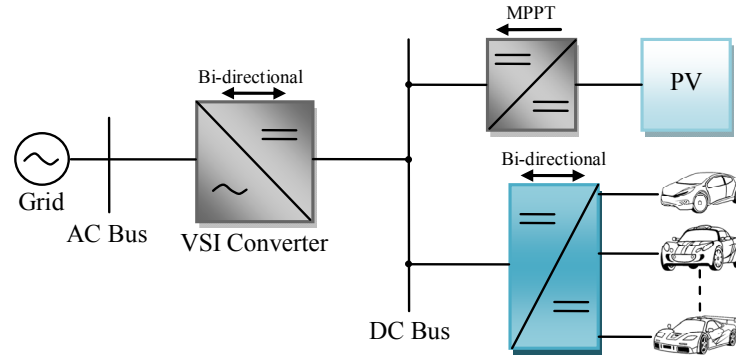 MPPT
Bi-directional
PV
Bi-directional
Grid
AC Bus
VSI Converter
DC Bus